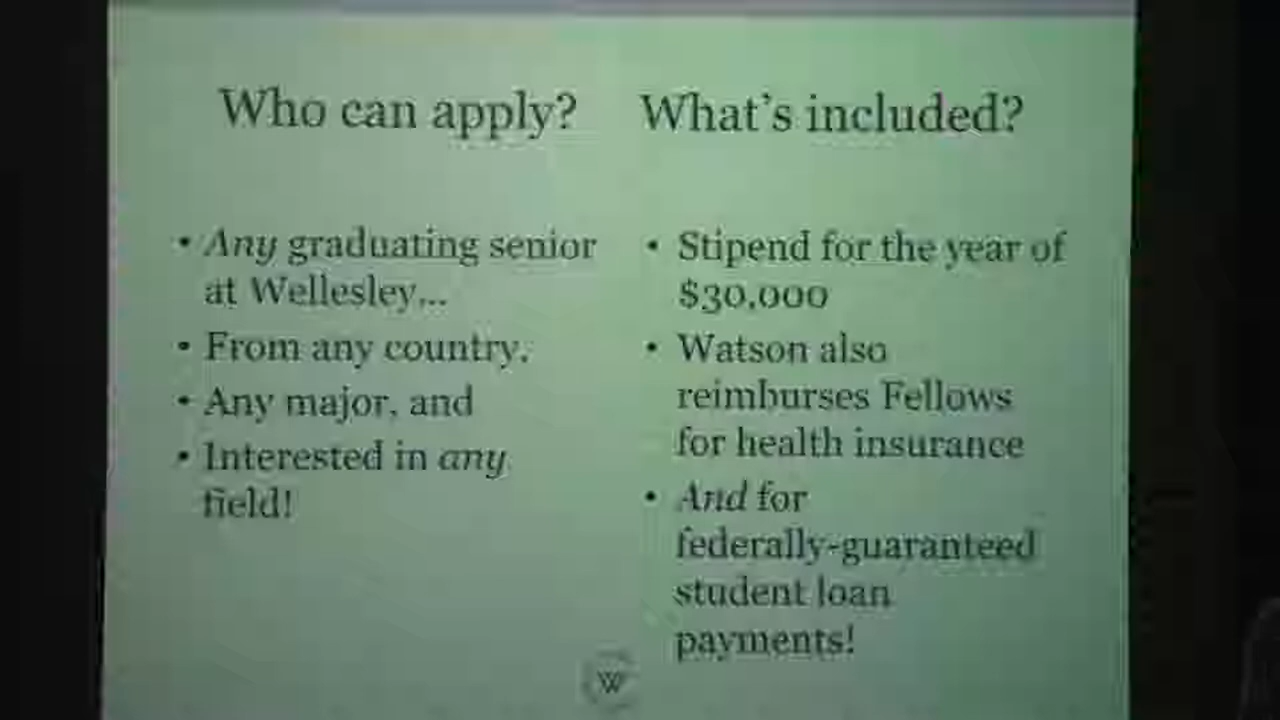 Who can apply?
• Any graduating senior
at Wellesley...
• From any country,
• Any major, and
• Interested in any
field!
What's included?
• Stipend for the year of
$30,000
• Watson also
reimburses Fellows
for health insurance
• And for
federally-guaranteed
student loan
payments!
W